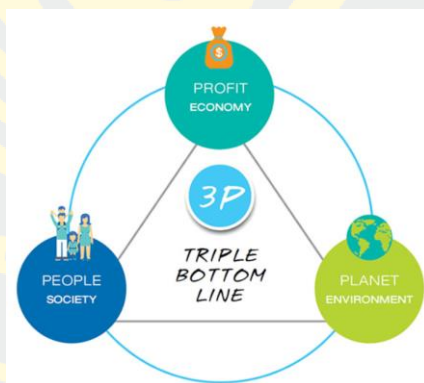 $
PROFIT
ECONOMY
3P
TRIPLE
BOTTOM
LINE
PEOPLE
SOCIETY
PLANET
ENVIRONMENT